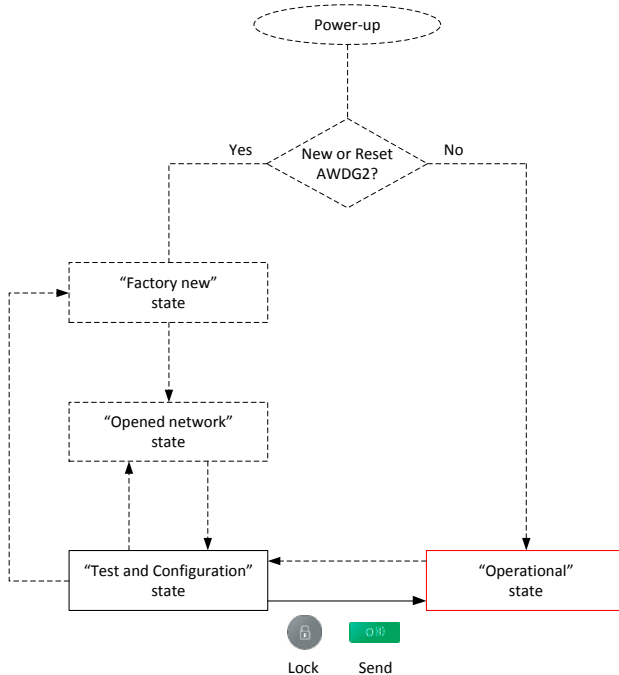 Power-up
New or Reset
AWDG2?
Yes
No
“Factory new”
state
“Opened network”
state
“Test and Configuration”
state
“Operational”
state
Lock
Send